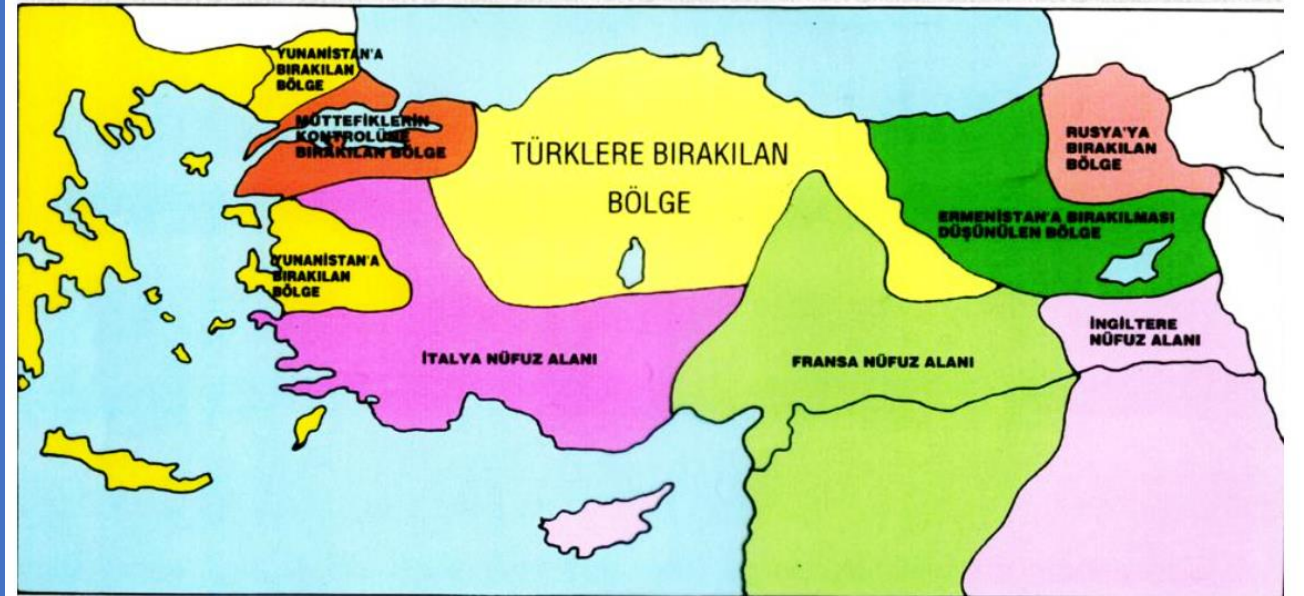 YUNANİSTAN'A
BIRAKILAN
BÖLGE
MÜTTEFİKLERİN
KONTROLÜNE
BIRAKILAN BÖLGE
TÜRKLERE BIRAKILAN
BÖLGE
RUSYA'YA
BIRAKILAN
BÖLGE
ERMENİSTAN'A BIRAKILMASI
DÜŞÜNÜLEN BÖLGE
YUNANİSTAN'A
BIRAKILAN
BÖLGE
İTALYA NÜFUZ ALANI
FRANSA NÜFUZ ALANI
İNGİLTERE
NÜFUZ ALANI